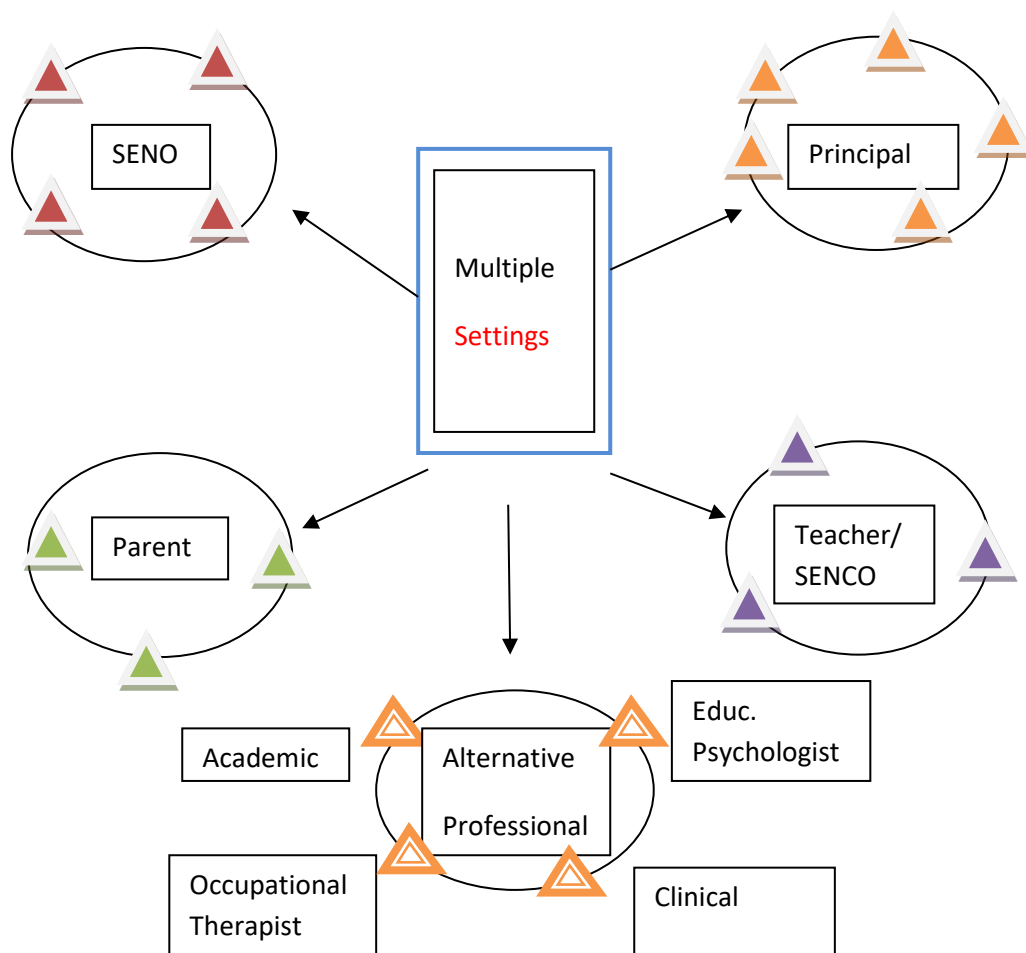 SENO
Principal
Multiple
Settings
Parent
Teacher/
SENCO
Academic
Alternative
Professional
Educ.
Psychologist
Occupational
Therapist
Clinical